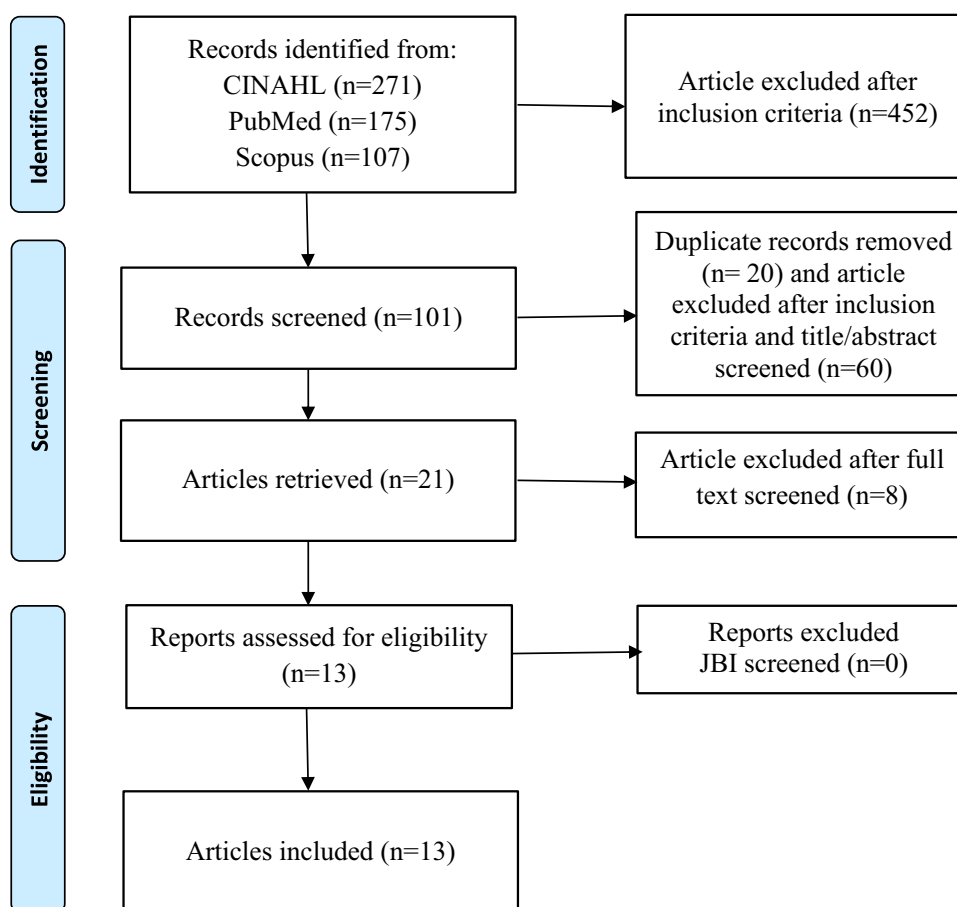 Identification
Records identified from:
CINAHL (n=271)
PubMed (n=175)
Scopus (n=107)
Article excluded after
inclusion criteria (n=452)
Screening
Records screened (n=101)
Duplicate records removed
(n= 20) and article
excluded after inclusion
criteria and title/abstract
screened (n=60)
Articles retrieved (n=21)
Article excluded after full
text screened (n=8)
Eligibility
Reports assessed for eligibility
(n=13)
Reports excluded
JBI screened (n=0)
Articles included (n=13)